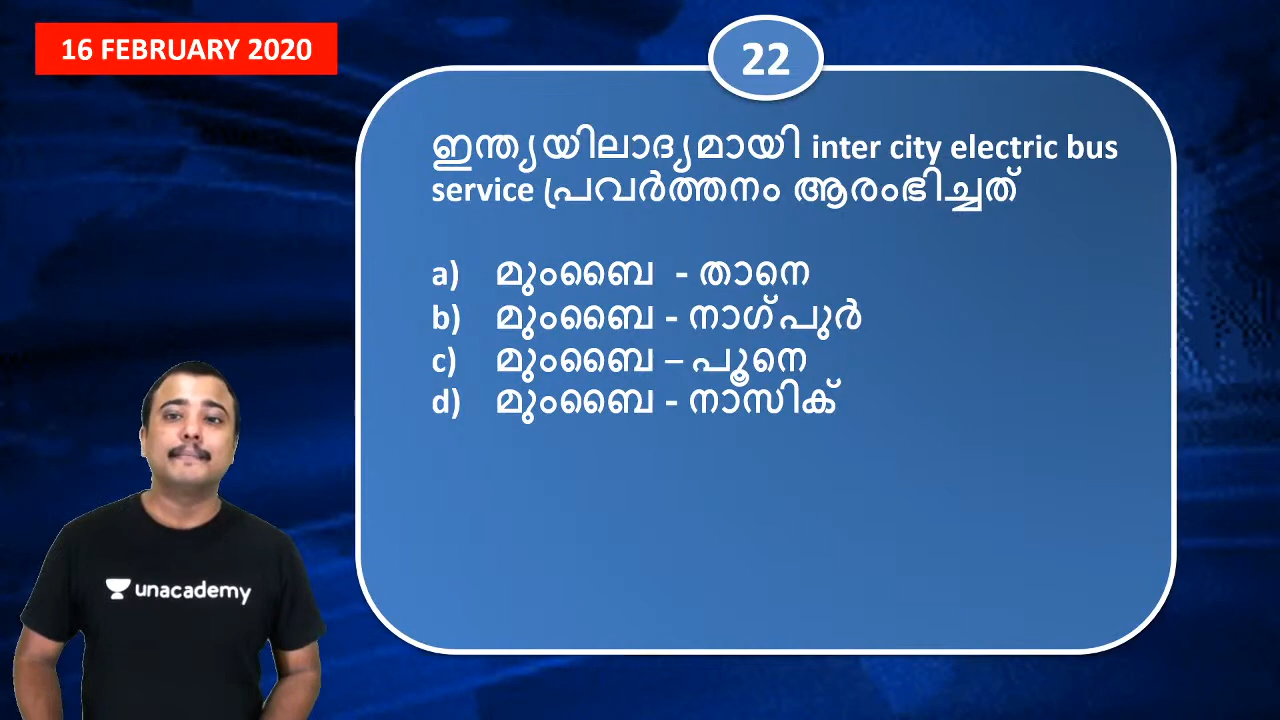 16 FEBRUARY 2020
22
ഇന്ത്യയിലാദ്യമായി inter city electric bus
service പ്രവർത്തനം ആരംഭിച്ചത്
a) മുംബൈ - താനെ
b) മുംബൈ - നാഗ്പുർ
c) മുംബൈ – പൂനെ
d) മുംബൈ - നാസിക്
unacademy